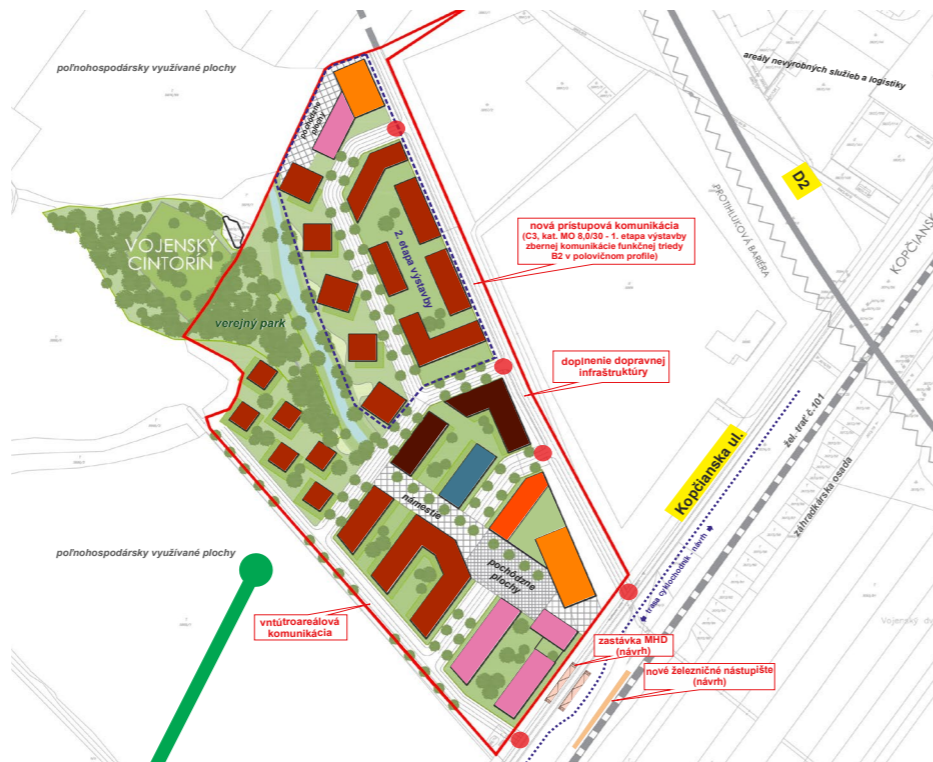 poľnohospodársky využívané plochy
areály nevýrobných služieb a logistiky
D2
pochôdzne
plochy
PROTIHLUKOVÁ BARIÉRA
KOPČIANSK
nová prístupová komunikácia
(C3, kat. MO 8,0/30 - 1. etapa výstavby
zbernej komunikácie funkčnej triedy
B2 v polovičnom profile)
2. etapa výstavby
VOJENSKÝ
CINTORÍN
verejný park
doplnenie dopravnej
infraštruktúry
Kopčianska ul.
žel. trať č.101
záhradkárska osada
námestie
trasa cyklochodník - návrh
poľnohospodársky využívané plochy
pochôdzne
plochy
vntútroareálová
komunikácia
zastávka MHD
(návrh)
nové železničné nástupište
(návrh)